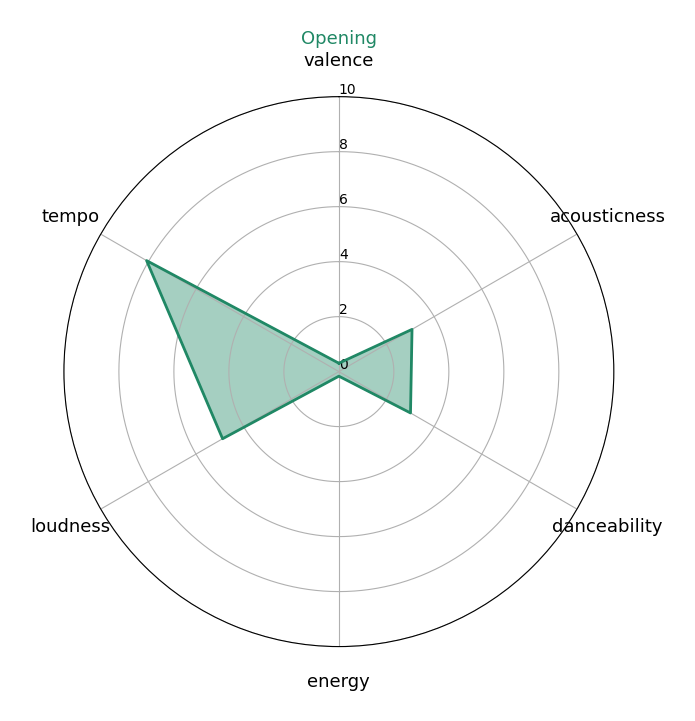 Opening
valence
10
8
tempo
acousticness
6
4
2
0
loudness
danceability
energy